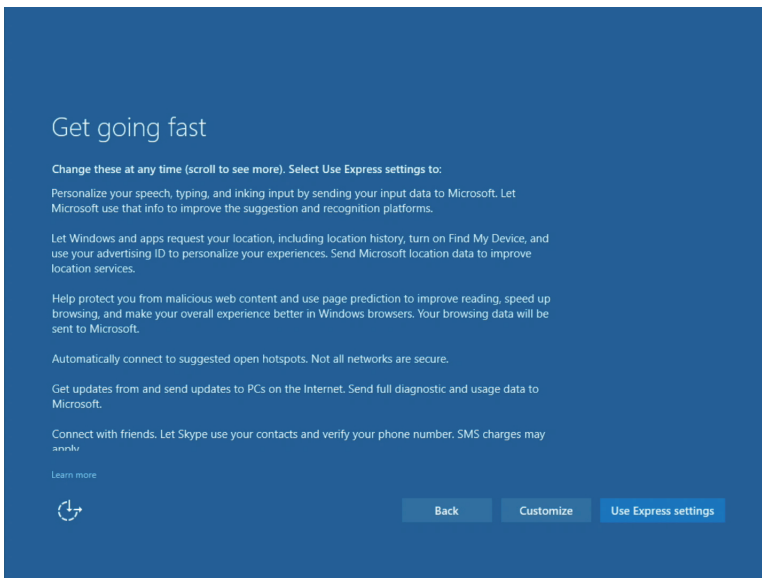 Get going fast
Change these at any time (scroll to see more). Select Use Express settings to:
Personalize your speech, typing, and inking input by sending your input data to Microsoft. Let
Microsoft use that info to improve the suggestion and recognition platforms.
Let Windows and apps request your location, including location history, turn on Find My Device, and
use your advertising ID to personalize your experiences. Send Microsoft location data to improve
location services.
Help protect you from malicious web content and use page prediction to improve reading, speed up
browsing, and make your overall experience better in Windows browsers. Your browsing data will be
sent to Microsoft.
Automatically connect to suggested open hotspots. Not all networks are secure.
Get updates from and send updates to PCs on the Internet. Send full diagnostic and usage data to
Microsoft.
Connect with friends. Let Skype use your contacts and verify your phone number. SMS charges may
apply
Learn more
Back
Customize
Use Express settings